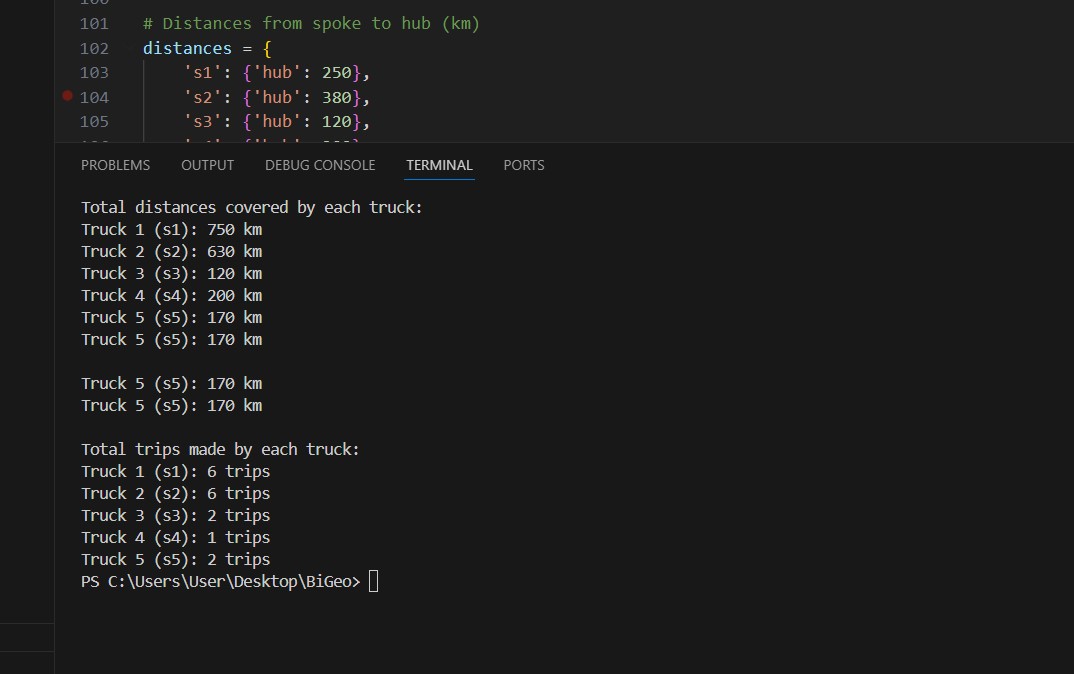 101 # Distances from spoke to hub (km)
102 distances = {
103 's1': {'hub': 250},
104 's2': {'hub': 380},
105 's3': {'hub': 120},
PROBLEMS OUTPUT DEBUG CONSOLE TERMINAL PORTS
Total distances covered by each truck:
Truck 1 (s1): 750 km
Truck 2 (s2): 630 km
Truck 3 (s3): 120 km
Truck 4 (s4): 200 km
Truck 5 (s5): 170 km
Truck 5 (s5): 170 km
Truck 5 (s5): 170 km
Truck 5 (s5): 170 km
Total trips made by each truck:
Truck 1 (s1): 6 trips
Truck 2 (s2): 6 trips
Truck 3 (s3): 2 trips
Truck 4 (s4): 1 trips
Truck 5 (s5): 2 trips
PS C:\Users\User\Desktop\BiGeo>